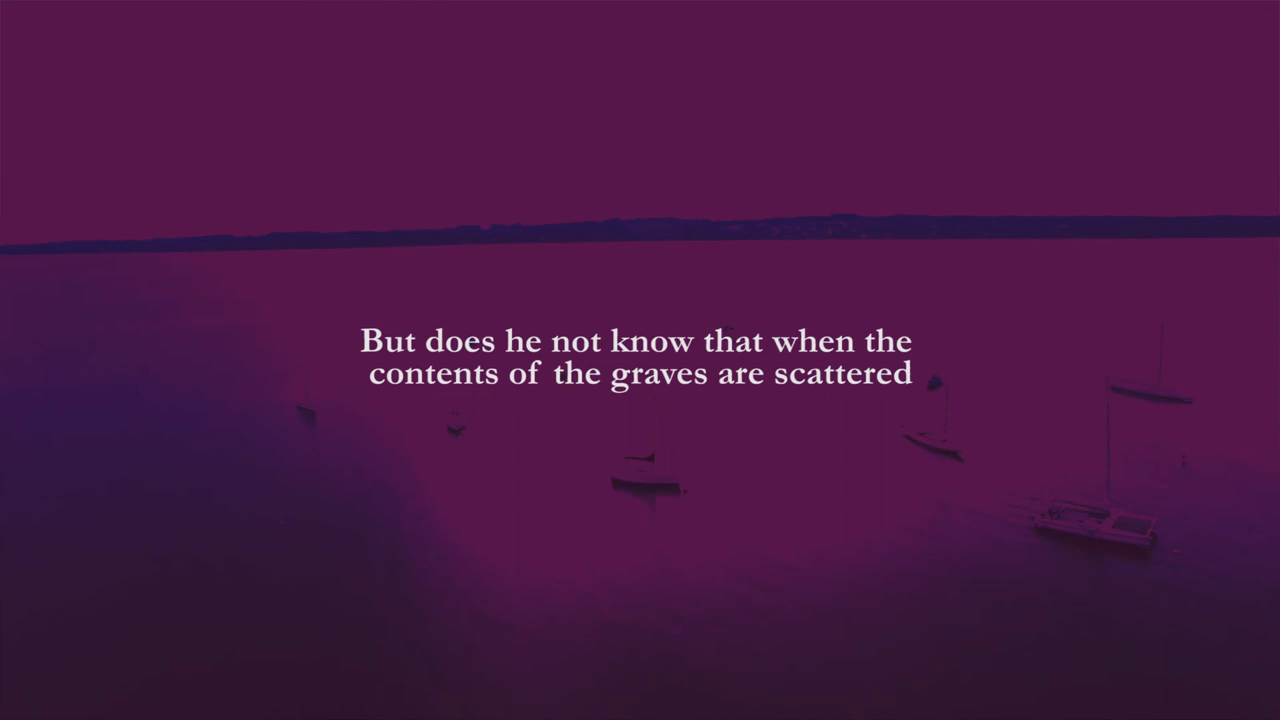 But does he not know that when the
contents of the graves are scattered